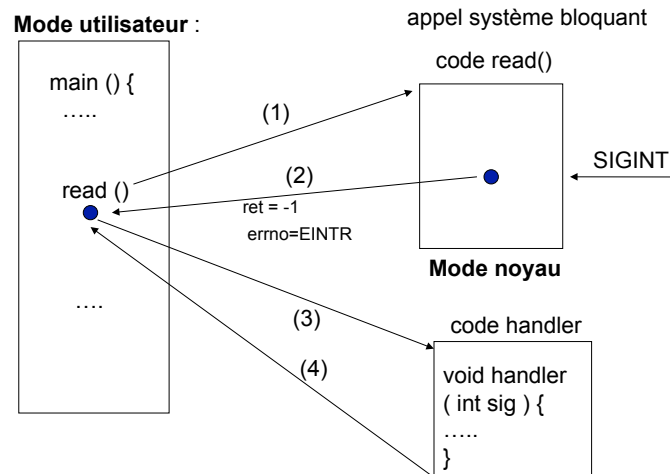 Mode utilisateur :
appel système bloquant
code read()
main () {
…..
(1)
SIGINT
read ()
(2)
ret = -1
errno=EINTR
Mode noyau
….
(3)
code handler
(4)
void handler
( int sig ) {
…..
}